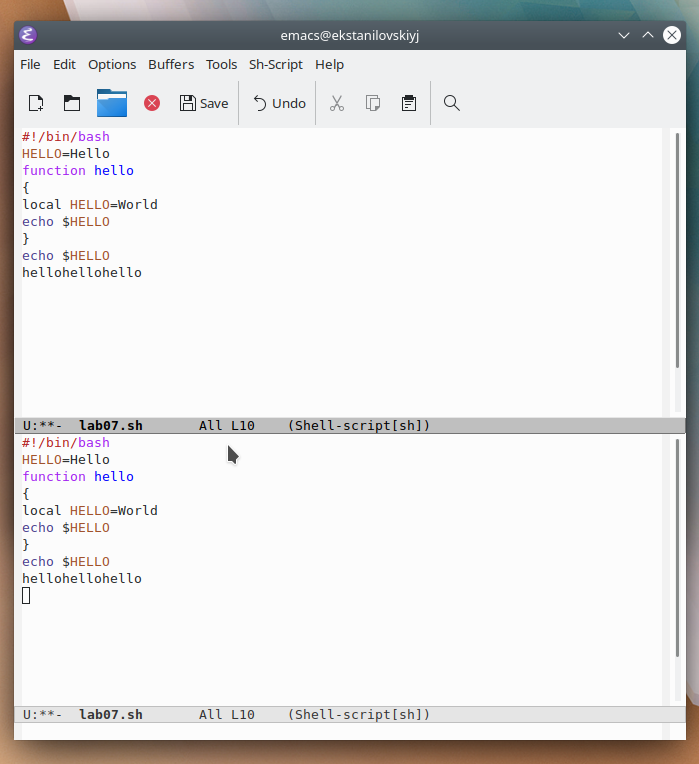 emacs@ekstanilovskiyj
File Edit Options Buffers Tools Sh-Script Help
Save Undo
#!/bin/bash
HELLO=Hello
function hello
{
local HELLO=World
echo $HELLO
}
echo $HELLO
hellohellohello
U:**-  lab07.sh       All L10    (Shell-script[sh])
#!/bin/bash
HELLO=Hello
function hello
{
local HELLO=World
echo $HELLO
}
echo $HELLO
hellohellohello
U:**-  lab07.sh       All L10    (Shell-script[sh])